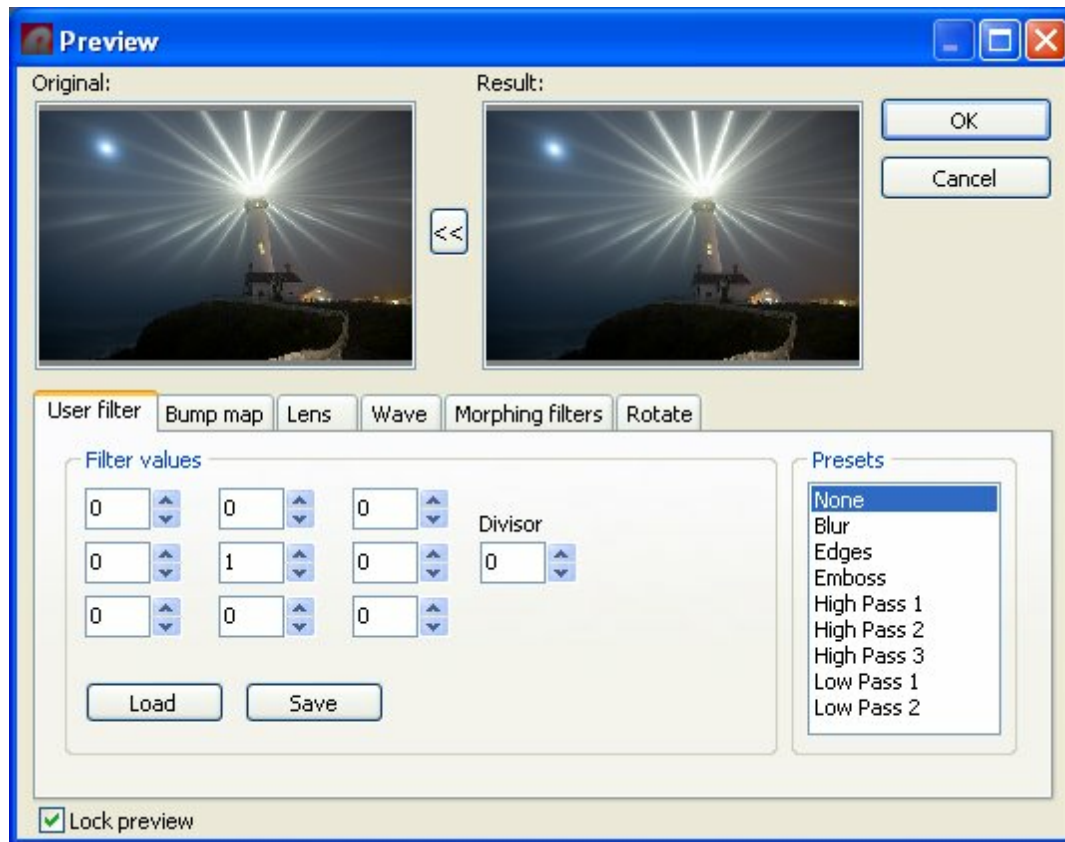 Preview
Original:
Result:
OK
Cancel
<<
User filter Bump map Lens Wave Morphing filters Rotate
Filter values
0 0 0
Divisor
0 1 0 0
0 0 0
Load Save
Presets
None
Blur
Edges
Emboss
High Pass 1
High Pass 2
High Pass 3
Low Pass 1
Low Pass 2
Lock preview